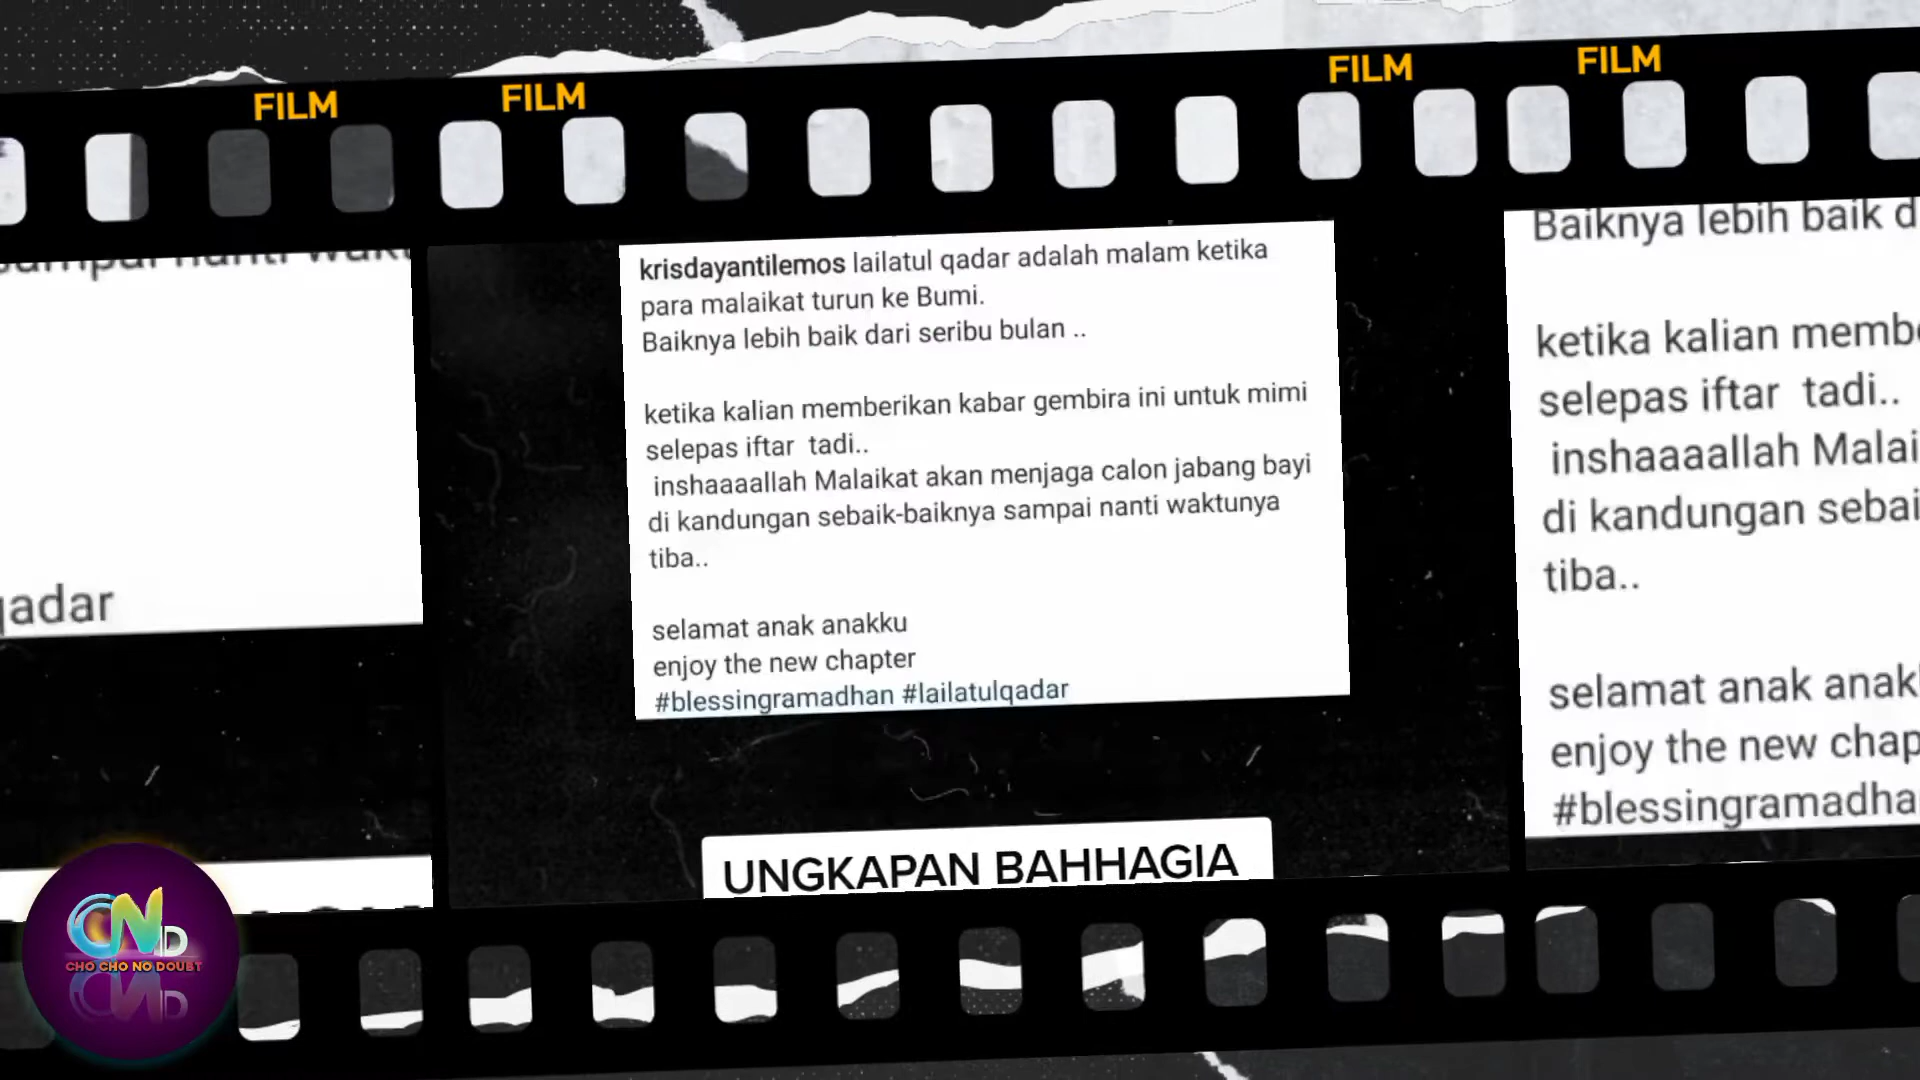 FILM
FILM
FILM
FILM
qadar
krisdayantilemos lailatul qadar adalah malam ketika
para malaikat turun ke Bumi.
Baiknya lebih baik dari seribu bulan ..
ketika kalian memberikan kabar gembira ini untuk mimi
selepas iftar tadi..
inshaaaallah Malaikat akan menjaga calon jabang bayi
di kandungan sebaik-baiknya sampai nanti waktunya
tiba..
selamat anak anakku
enjoy the new chapter
#blessingramadhan #lailatulqadar
UNGKAPAN BAHHAGIA
Baiknya lebih baik d
ketika kalian membe
selepas iftar tadi..
inshaaaallah Malai
di kandungan sebai
tiba..
selamat anak anak
enjoy the new chap
#blessingramadha
CND
CHO CHO NO DOUBT